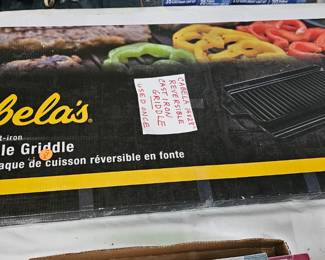 bela's
t-iron
le Griddle
aque de cuisson réversible en fonte
CABELA
REVERSIBLE
CAST IRON
GRIDDLE
USED ONCE